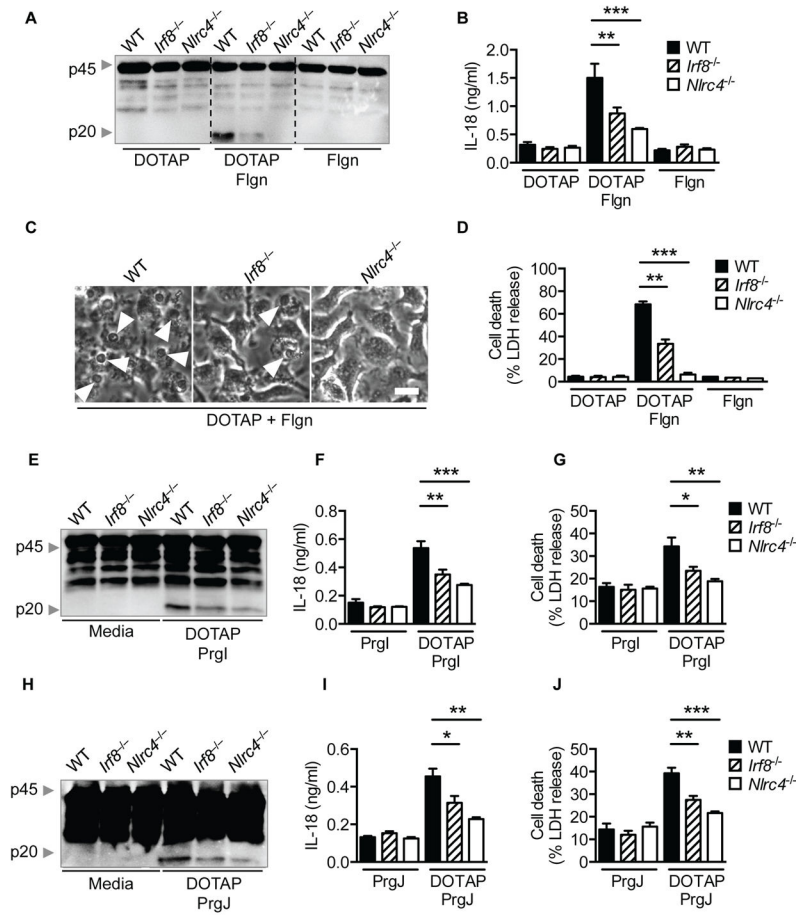 A
WT Irf8–/– Nlrc4–/– WT Irf8–/– Nlrc4–/– WT Irf8–/– Nlrc4–/–
p45
p20
DOTAP DOTAP Flgn
Flgn
B
*** WT
** Irf8-/-
Nlrc4-/-
IL-18 (ng/ml)
2.0
1.5
1.0
0.5
0.0
DOTAP DOTAP Flgn
Flgn
C
WT Irf8–/– Nlrc4–/–
DOTAP + Flgn
D
*** WT
** Irf8-/-
Nlrc4-/-
Cell death
(% LDH release)
100
80
60
40
20
0
DOTAP DOTAP Flgn
Flgn
E
WT Irf8–/– Nlrc4–/– WT Irf8–/– Nlrc4–/–
p45
p20
Media DOTAP
PrgI
F
***
**
IL-18 (ng/ml)
0.8
0.6
0.4
0.2
0.0
PrgI DOTAP
PrgI
G
** WT
* Irf8-/-
Nlrc4-/-
Cell death
(% LDH release)
50
40
30
20
10
0
PrgI DOTAP
PrgI
H
WT Irf8–/– Nlrc4–/– WT Irf8–/– Nlrc4–/–
p45
p20
Media DOTAP
PrgJ
I
**
*
IL-18 (ng/ml)
0.6
0.4
0.2
0.0
PrgJ DOTAP
PrgJ
J
*** WT
** Irf8-/-
Nlrc4-/-
Cell death
(% LDH release)
50
40
30
20
10
0
PrgJ DOTAP
PrgJ